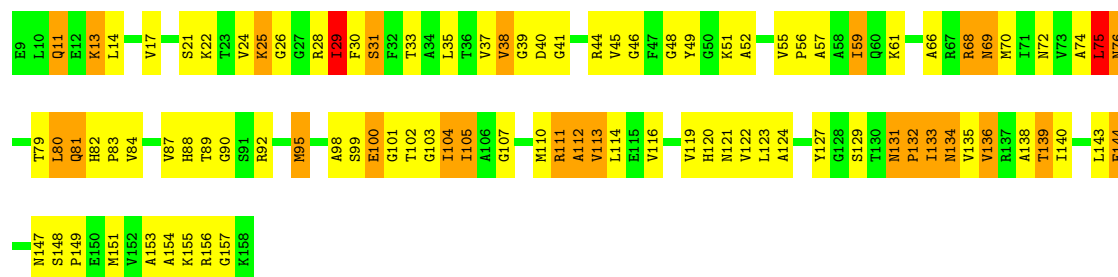 E9 L10 Q11 E12 K13 L14 V17 S21 K22 T23 V24 K25 G26 G27 R28 I29 F30 S31 F32 T33 A34 L35 T36 V37 V38 G39 D40 G41 R44 V45 G46 F47 G48 Y49 G50 K51 A52 V55 P56 A57 A58 I59 Q60 K61 A66 R67 R68 N69 M70 I71 N72 V73 A74 L75 N76
T79 L80 Q81 H82 P83 V84 V87 H88 T89 G90 S91 R92 M95 A98 S99 E100 G101 T102 G103 I104 I105 A106 G107 M110 R111 A112 V113 L114 E115 V116 V119 H120 N121 V122 L123 A124 Y127 G128 S129 T130 N131 P132 I133 N134 V135 V136 R137 A138 T139 I140 L143
N147 S148 P149 E150 M151 V152 A153 A154 K155 R156 G157 K158